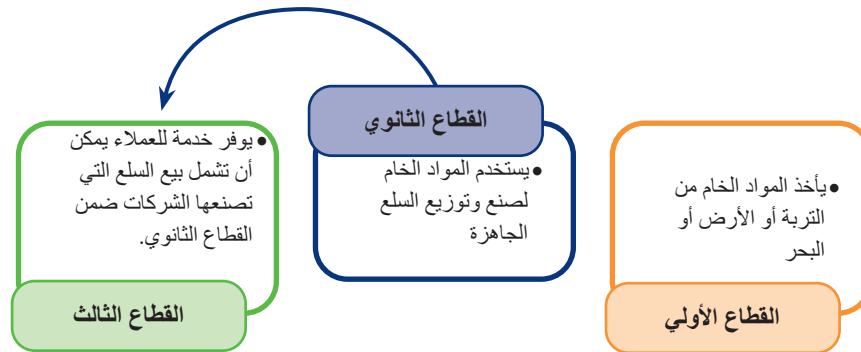 القطاع الأولي
•يأخذ المواد الخام من
التربة أو الأرض أو
البحر
القطاع الثانوي
•يستخدم المواد الخام
لصنع وتوزيع السلع
الجاهزة
•يوفر خدمة للعملاء يمكن
أن تشمل بيع السلع التي
تصنعها الشركات ضمن
القطاع الثانوي.
القطاع الثالث